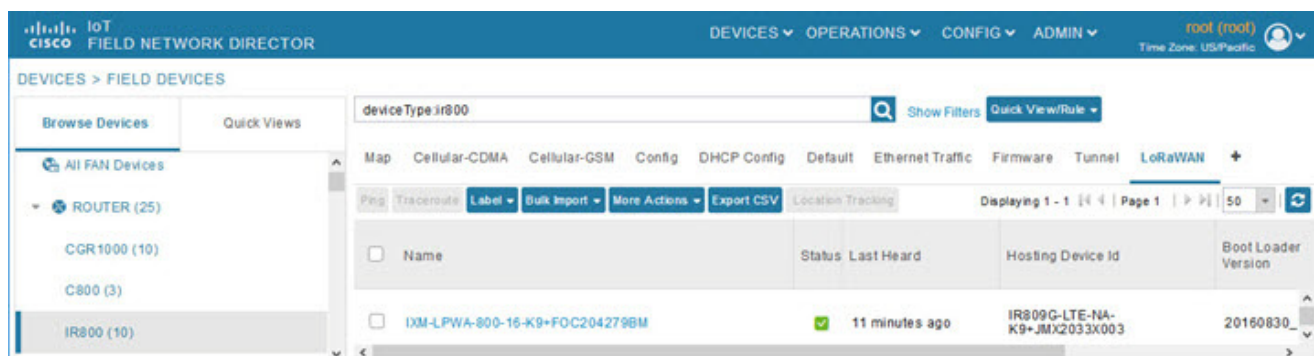 cisco IoT
FIELD NETWORK DIRECTOR
DEVICES OPERATIONS CONFIG ADMIN
root (root)
Time Zone: US/Pacific
DEVICES > FIELD DEVICES
Browse Devices Quick Views
All FAN Devices
ROUTER (25)
CGR1000 (10)
C800 (3)
IR800 (10)
deviceType:ir800 Show Filters Quick View/Rule
Map Cellular-CDMA Cellular-GSM Config DHCP Config Default Ethernet Traffic Firmware Tunnel LoRaWAN +
Ping Traceroute Label Bulk Import More Actions Export CSV Location Tracking Displaying 1 - 1 Page 1 50
Name Status Last Heard Hosting Device Id Boot Loader
Version
IXM-LPWA-800-16-K9+FOC204279BM 11 minutes ago IR809G-LTE-NA-
K9+JMX2033X003 20160830_